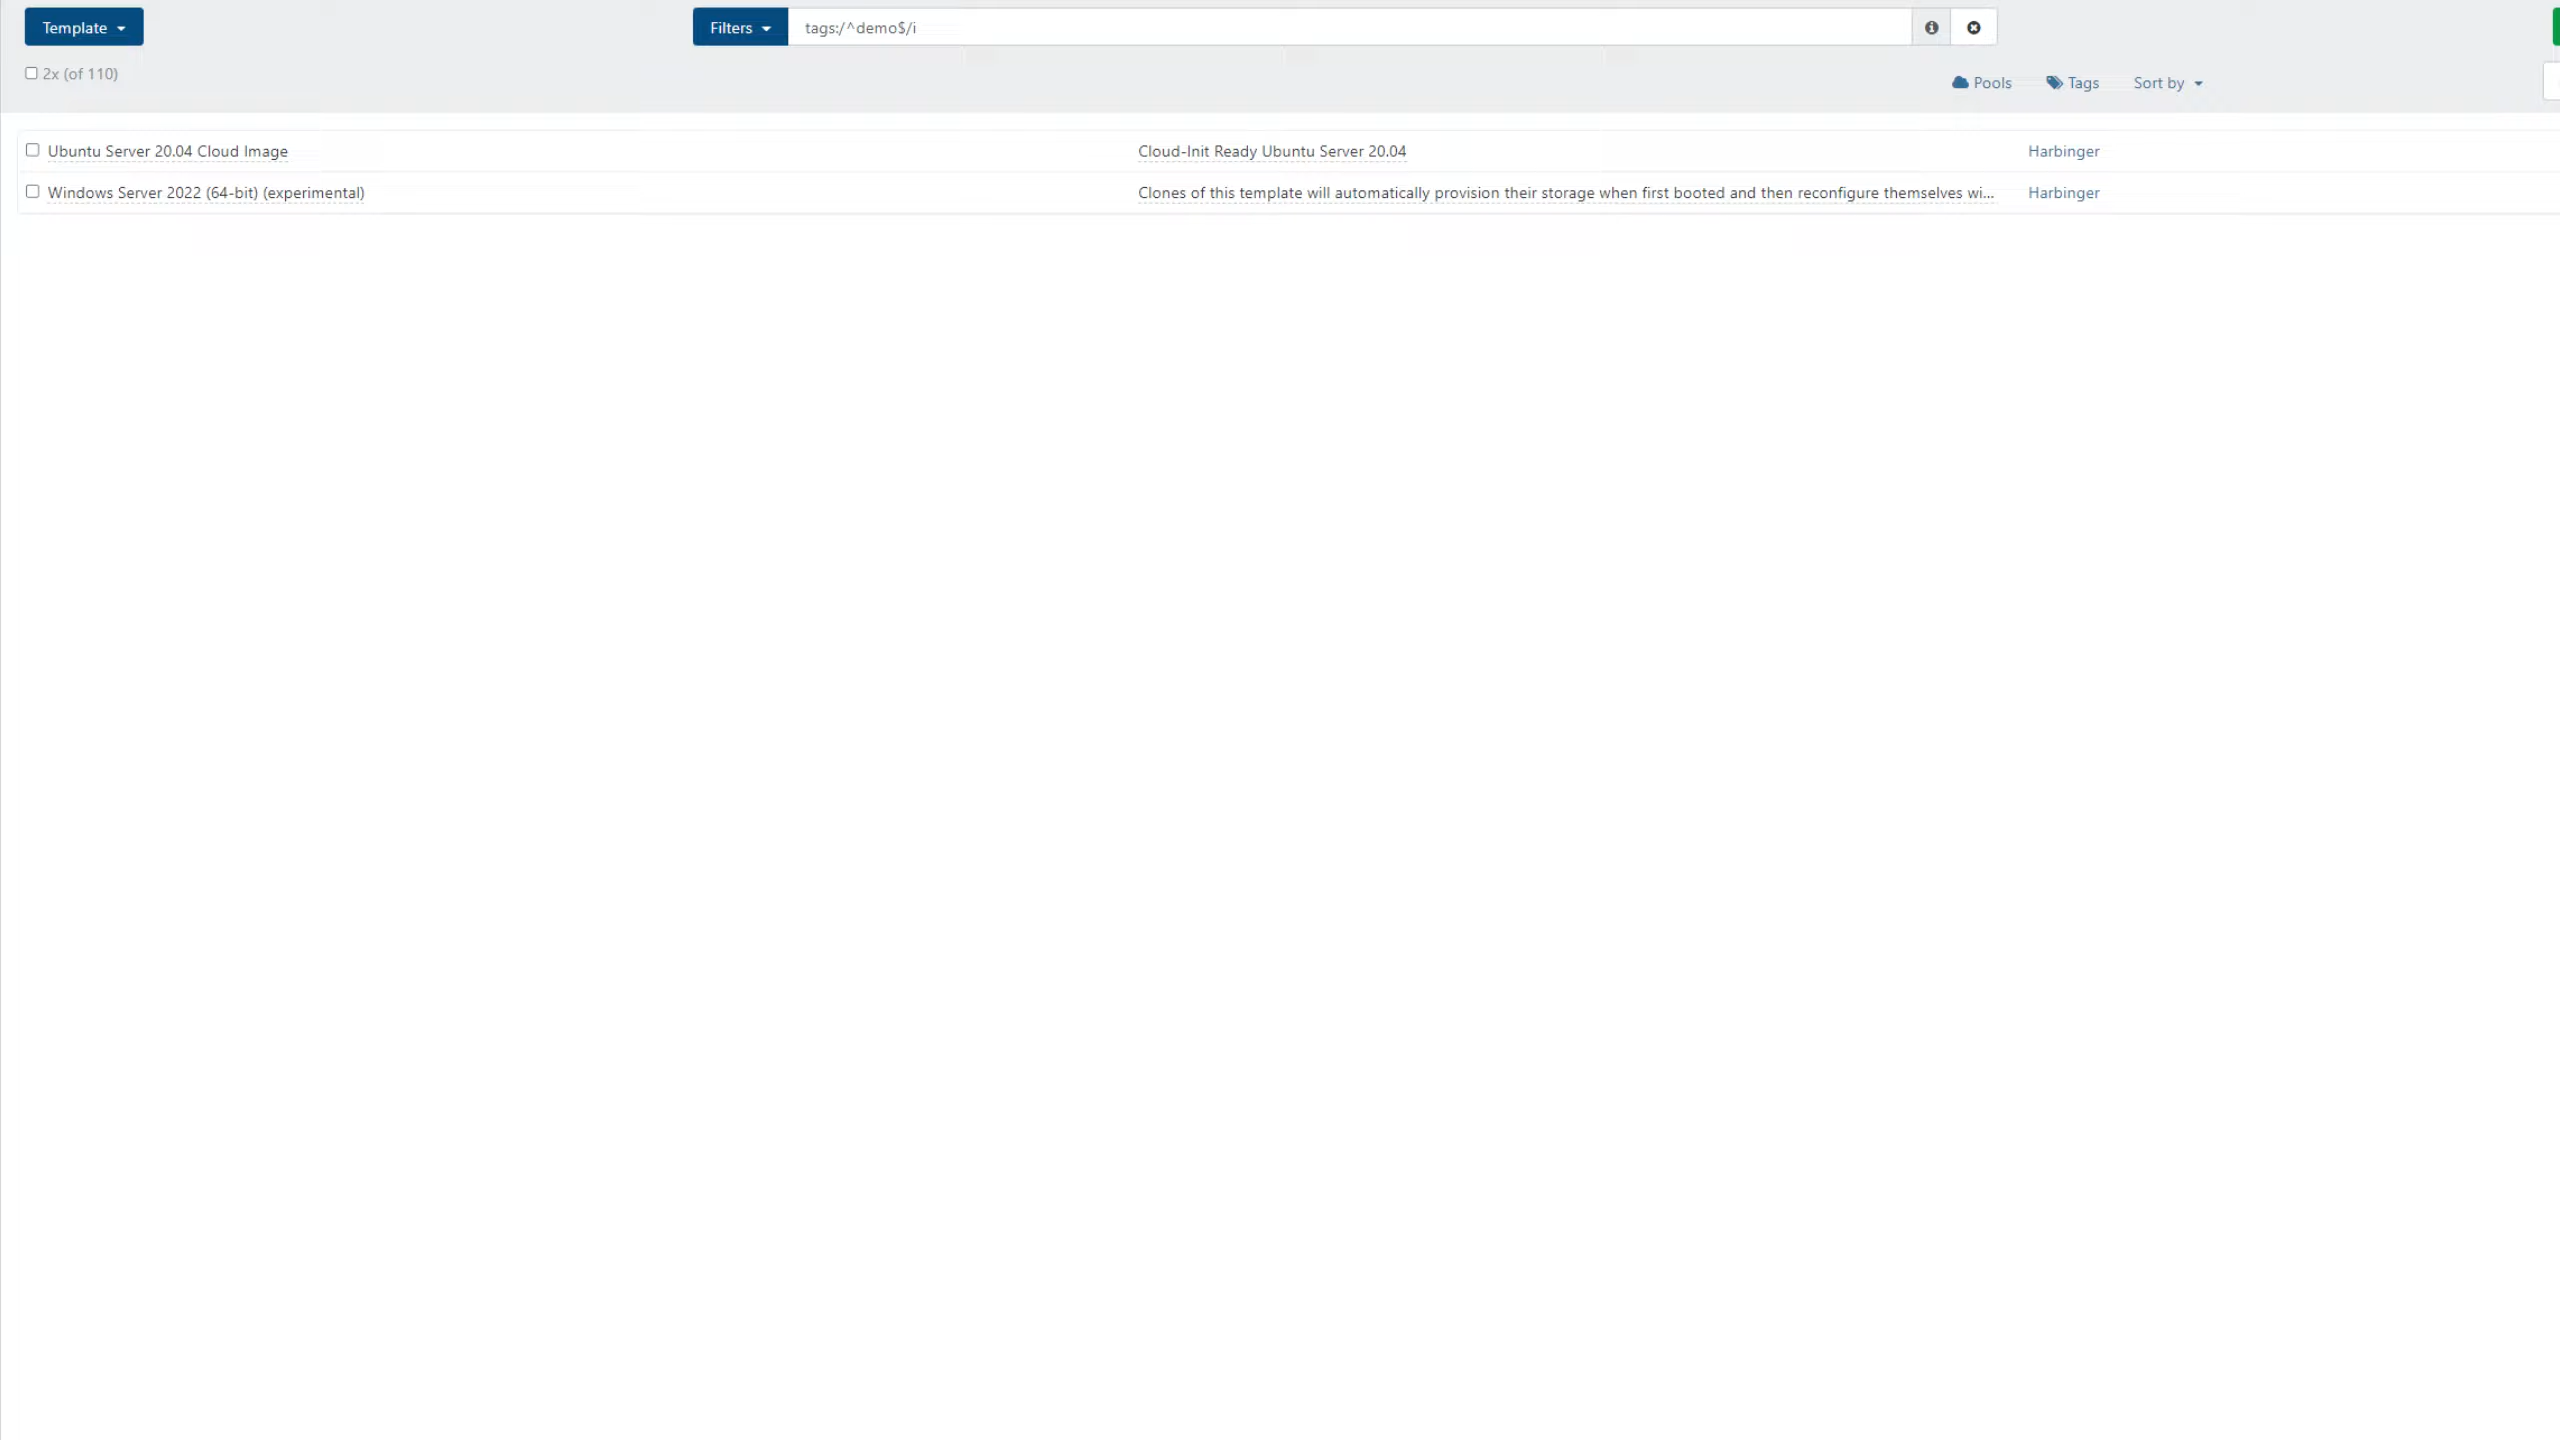 Template
Filters tags:/^demo$/i
2x (of 110)
Pools Tags Sort by
Ubuntu Server 20.04 Cloud Image Cloud-Init Ready Ubuntu Server 20.04 Harbinger
Windows Server 2022 (64-bit) (experimental) Clones of this template will automatically provision their storage when first booted and then reconfigure themselves wi... Harbinger